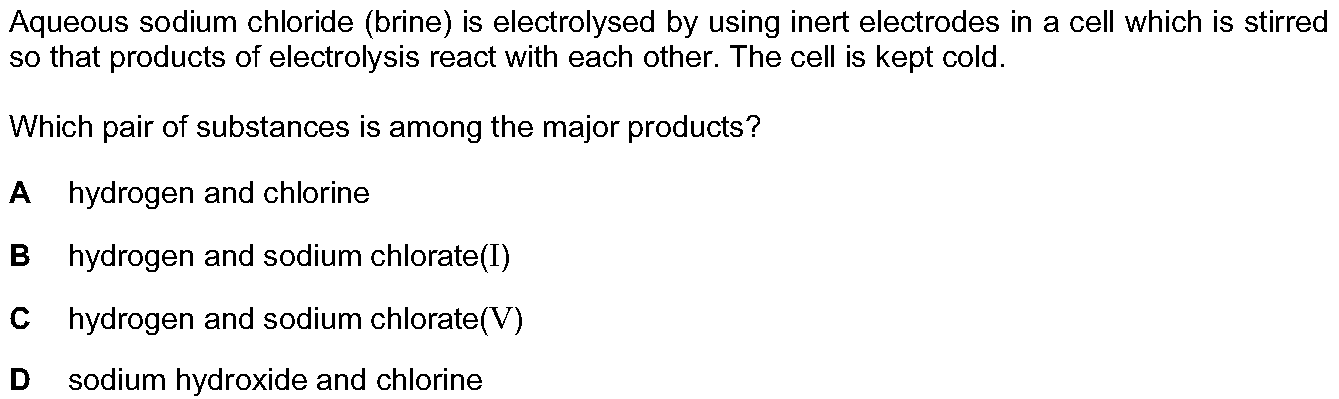 Aqueous sodium chloride (brine) is electrolysed by using inert electrodes in a cell which is stirred
so that products of electrolysis react with each other. The cell is kept cold.
Which pair of substances is among the major products?
A hydrogen and chlorine
B hydrogen and sodium chlorate(I)
C hydrogen and sodium chlorate(V)
D sodium hydroxide and chlorine